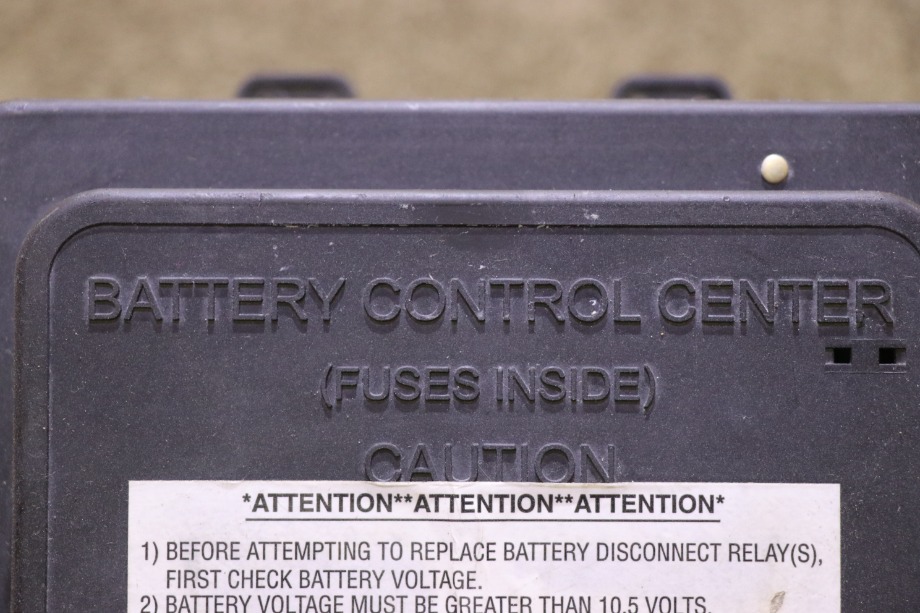 BATTERY CONTROL CENTER
(FUSES INSIDE)
CAUTION
*ATTENTION**ATTENTION**ATTENTION*
1) BEFORE ATTEMPTING TO REPLACE BATTERY DISCONNECT RELAY(S),
FIRST CHECK BATTERY VOLTAGE.
2) BATTERY VOLTAGE MUST BE GREATER THAN 10.5 VOLTS